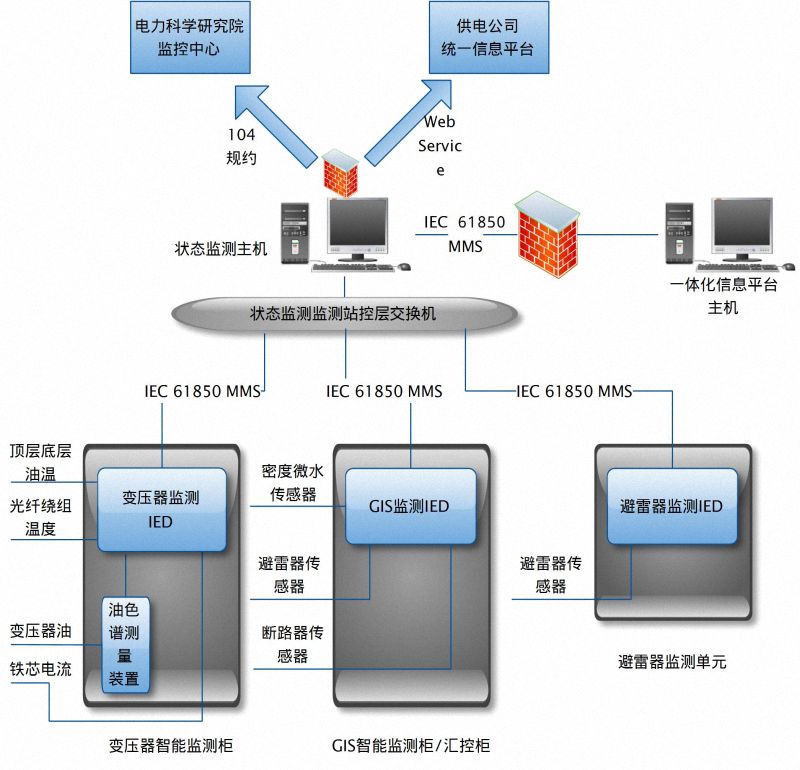 电力科学研究院
监控中心
供电公司
统一信息平台
104
规约
Web
Servic
e
状态监测主机
IEC 61850
MMS
一体化信息平台
主机
状态监测监测站控层交换机
IEC 61850 MMS
IEC 61850 MMS
IEC 61850 MMS
顶层底层
油温
光纤绕组
温度
变压器油
铁芯电流
变压器监测
IED
油色
谱测
量
装置
变压器智能监测柜
密度微水
传感器
避雷器传
感器
断路器传
感器
GIS监测IED
GIS智能监测柜/汇控柜
避雷器传
感器
避雷器监测IED
避雷器监测单元